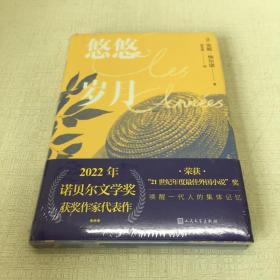 悠悠
岁月
les
Années
2022年
诺贝尔文学奖
获奖作家代表作
荣获
“21世纪年度最佳外国小说”奖
唤醒一代人的集体记忆
人民文学出版社